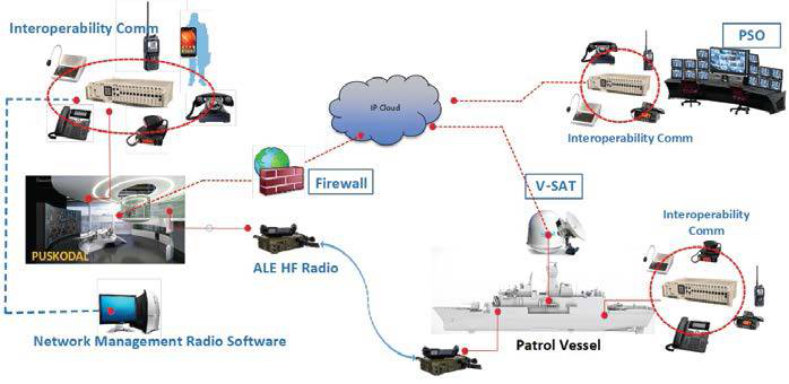 Interoperability Comm
PSO
IP Cloud
Interoperability Comm
Firewall
V-SAT
Interoperability
Comm
PUSKODAL
ALE HF Radio
Network Management Radio Software
Patrol Vessel